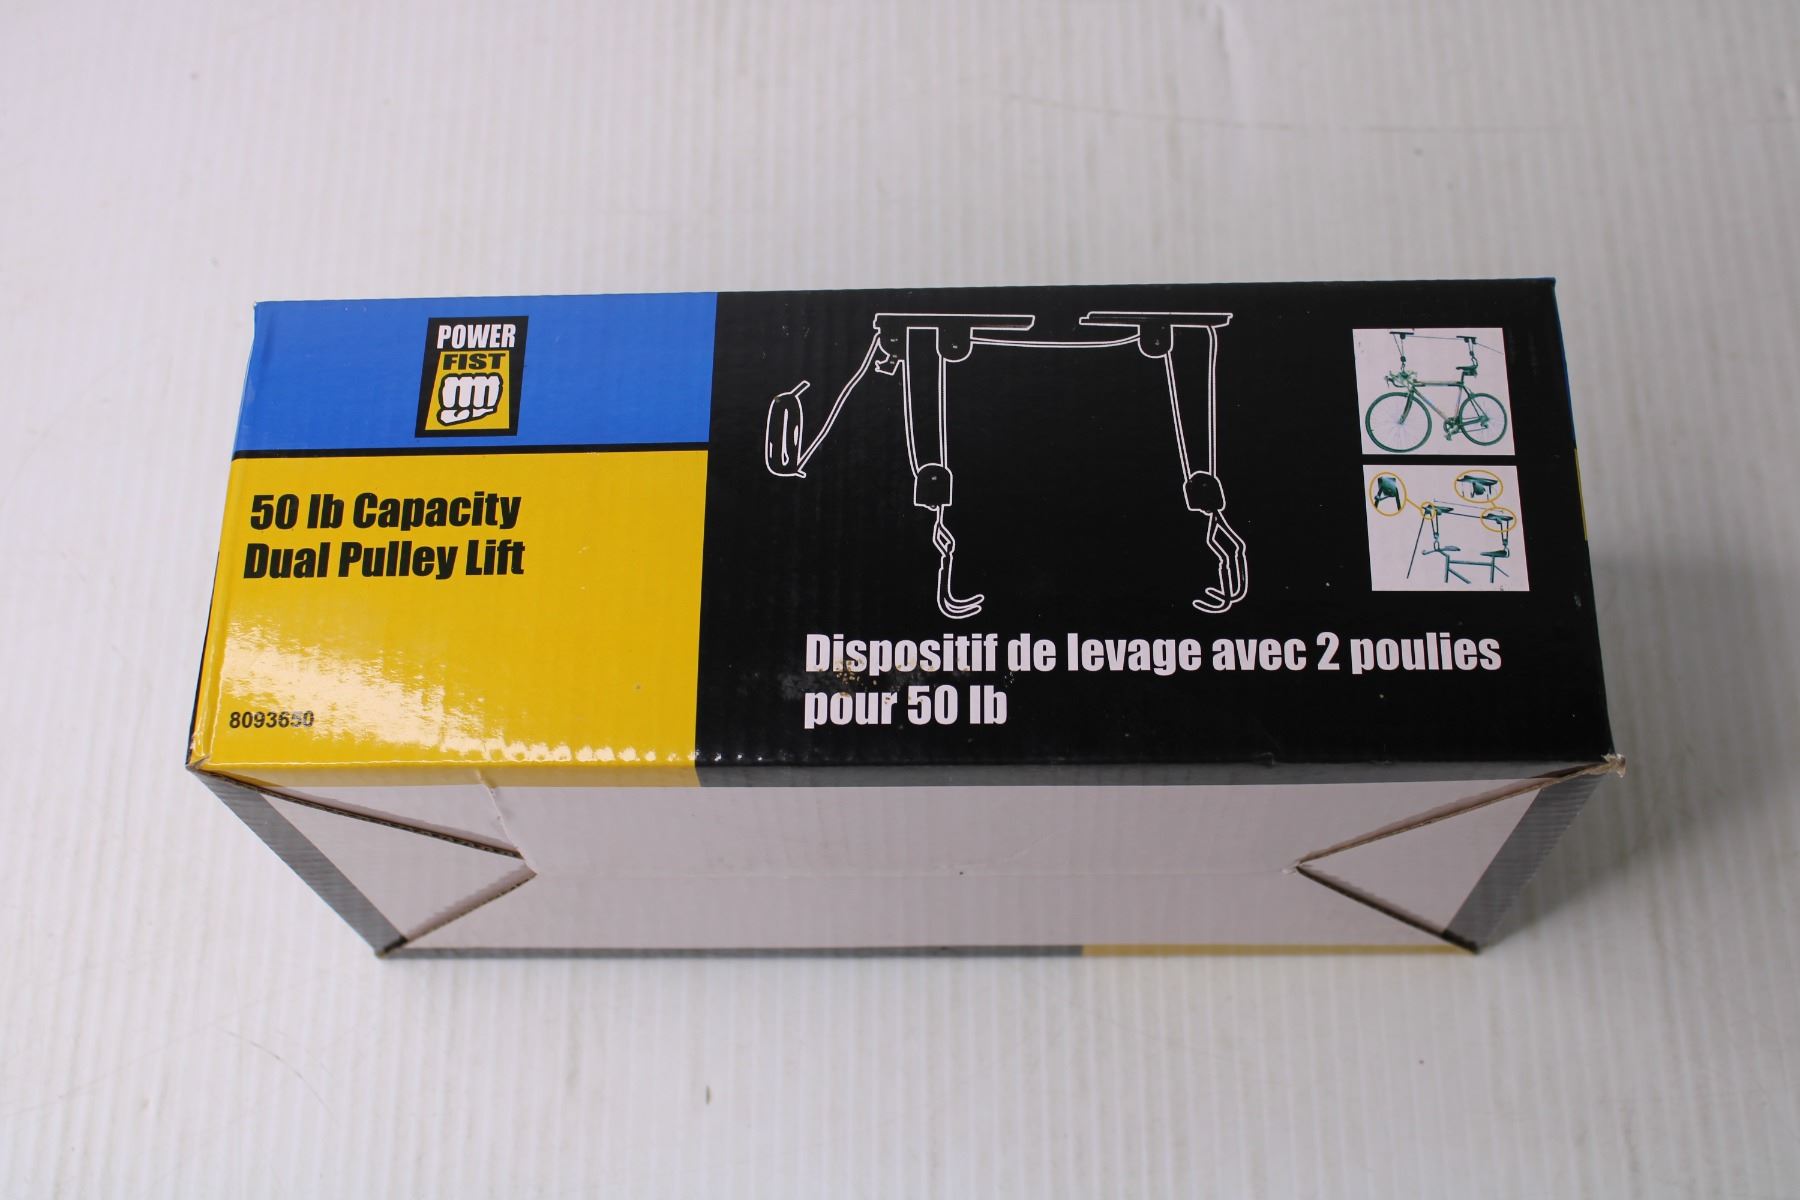 POWER
FIST
50 lb Capacity
Dual Pulley Lift
8093650
Dispositif de levage avec 2 poulies
pour 50 lb